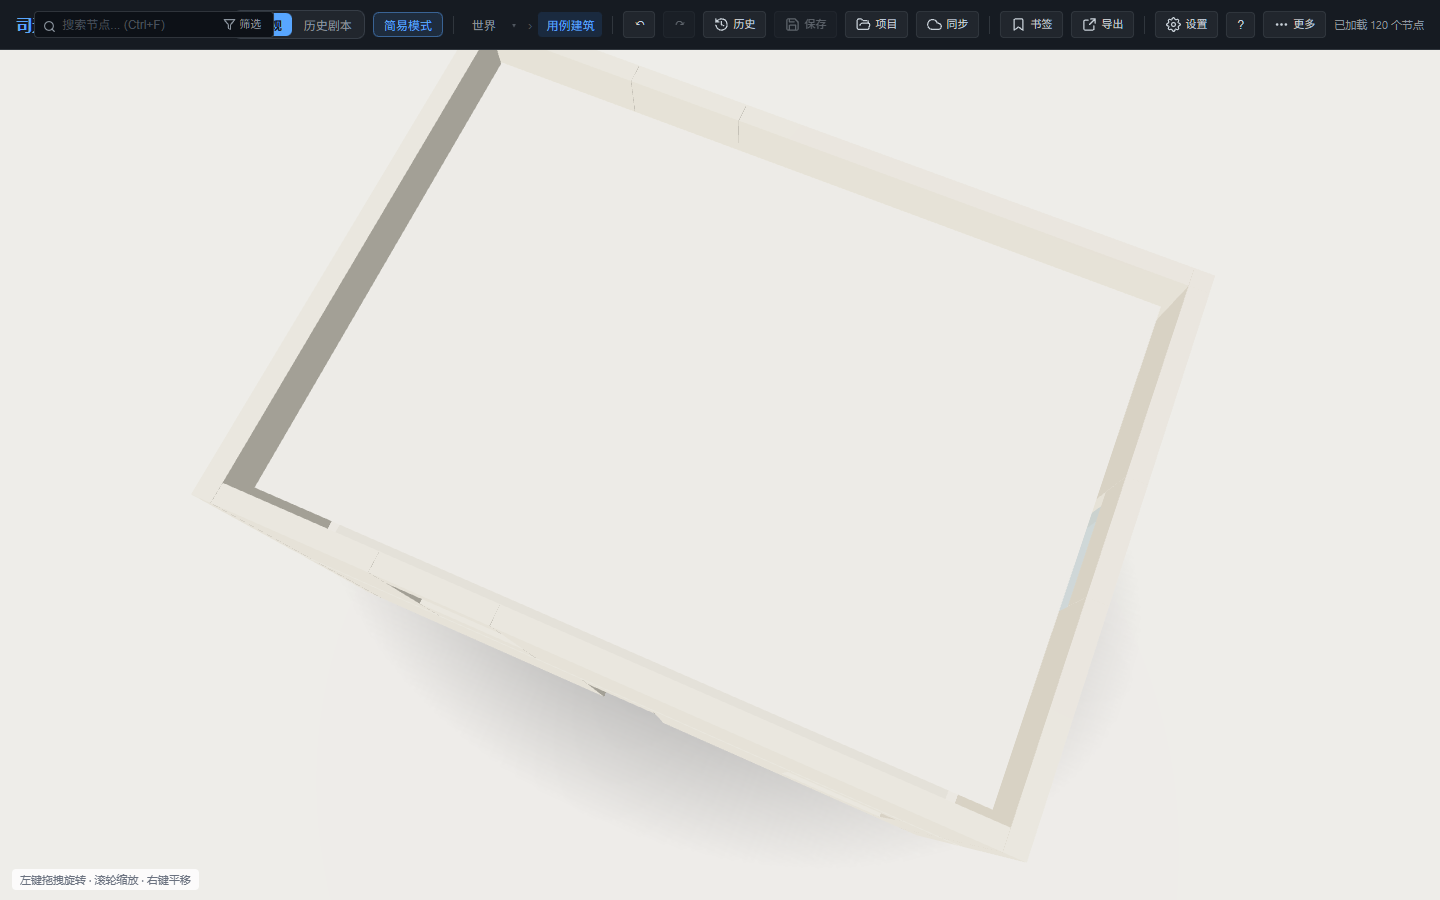 司 搜索节点... (Ctrl+F) 筛选 历史剧本 简易模式 世界 › 用例建筑 历史 保存 项目 同步 书签 导出 设置 ? 更多 已加载 120 个节点
左键拖拽旋转 · 滚轮缩放 · 右键平移